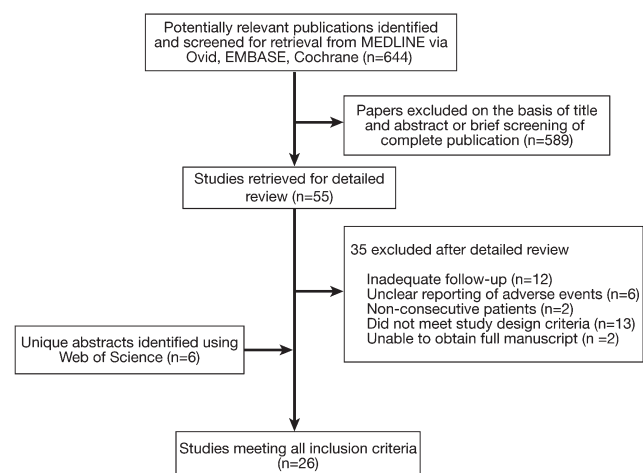 Potentially relevant publications identified
and screened for retrieval from MEDLINE via
Ovid, EMBASE, Cochrane (n=644)
Papers excluded on the basis of title
and abstract or brief screening of
complete publication (n=589)
Studies retrieved for detailed
review (n=55)
35 excluded after detailed review
Inadequate follow-up (n=12)
Unclear reporting of adverse events (n=6)
Non-consecutive patients (n=2)
Did not meet study design criteria (n=13)
Unable to obtain full manuscript (n =2)
Unique abstracts identified using
Web of Science (n=6)
Studies meeting all inclusion criteria
(n=26)